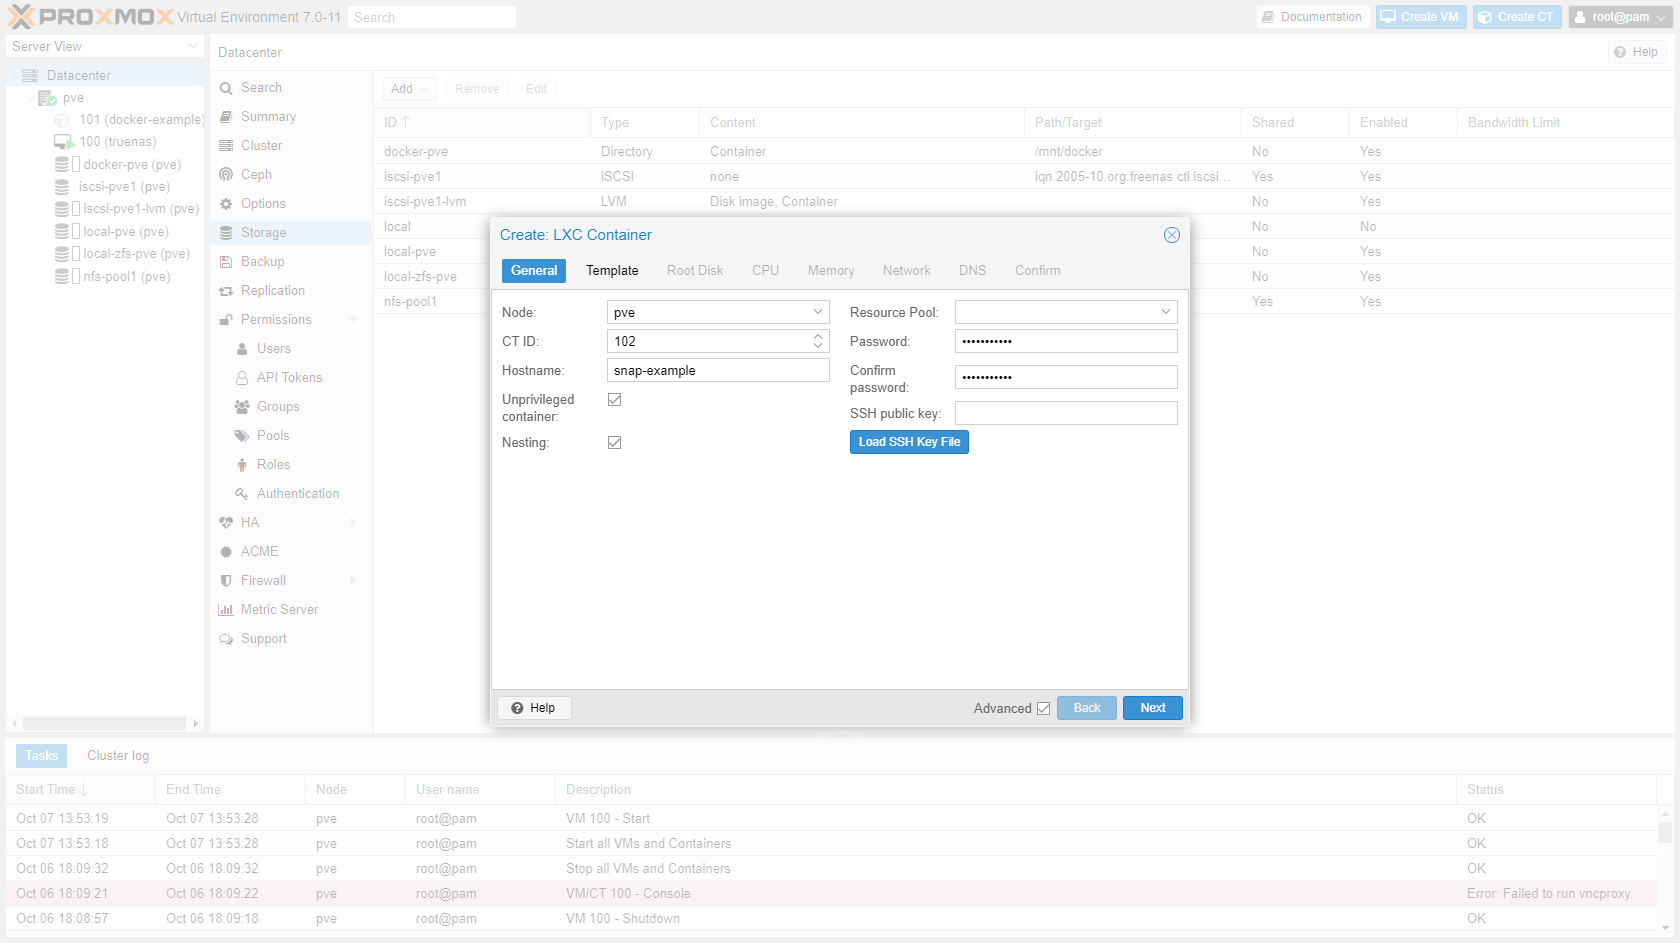 PROXMOX Virtual Environment 7.0-11 Search Documentation Create VM Create CT root@pam
Server View
Datacenter
pve
101 (docker-example)
100 (truenas)
docker-pve (pve)
iscsi-pve1 (pve)
iscsi-pve1-lvm (pve)
local-pve (pve)
local-zfs-pve (pve)
nfs-pool1 (pve)
Datacenter Help
Search
Summary
Cluster
Ceph
Options
Storage
Backup
Replication
Permissions
Users
API Tokens
Groups
Pools
Roles
Authentication
HA
ACME
Firewall
Metric Server
Support
Add Remove Edit
ID Type Content Path/Target Shared Enabled Bandwidth Limit
docker-pve Directory Container /mnt/docker No Yes
iscsi-pve1 iSCSI none iqn.2005-10.org.freenas.ctl:iscsi... Yes Yes
iscsi-pve1-lvm LVM Disk image, Container No Yes
local No No
local-pve No Yes
local-zfs-pve No Yes
nfs-pool1 Yes Yes
Create: LXC Container
General Template Root Disk CPU Memory Network DNS Confirm
Node: pve
CT ID: 102
Hostname: snap-example
Unprivileged
container:
Nesting:
Resource Pool:
Password: •••••••••••
Confirm
password: •••••••••••
SSH public key:
Load SSH Key File
Help Advanced Back Next
Tasks Cluster log
Start Time End Time Node User name Description Status
Oct 07 13:53:19 Oct 07 13:53:28 pve root@pam VM 100 - Start OK
Oct 07 13:53:18 Oct 07 13:53:28 pve root@pam Start all VMs and Containers OK
Oct 06 18:09:32 Oct 06 18:09:32 pve root@pam Stop all VMs and Containers OK
Oct 06 18:09:21 Oct 06 18:09:22 pve root@pam VM/CT 100 - Console Error: Failed to run vncproxy.
Oct 06 18:08:57 Oct 06 18:09:18 pve root@pam VM 100 - Shutdown OK